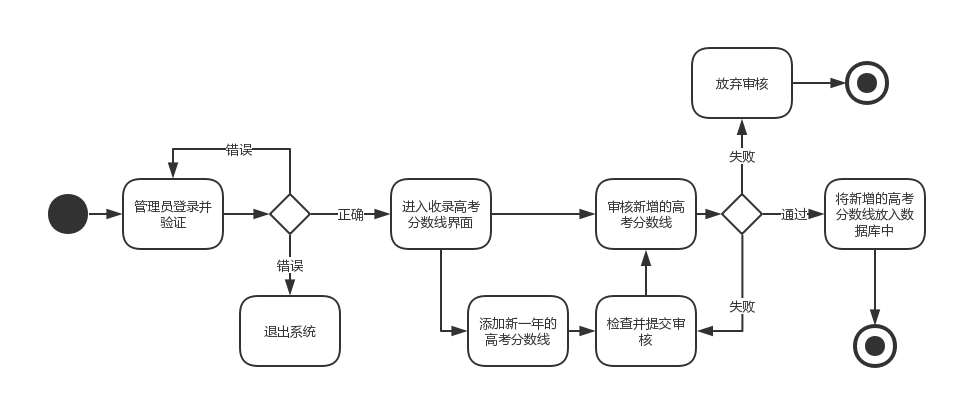 放弃审核
错误
失败
管理员登录并
验证
正确
进入收录高考
分数线界面
审核新增的高
考分数线
通过
将新增的高考
分数线放入数
据库中
错误
退出系统
添加新一年的
高考分数线
检查并提交审
核
失败